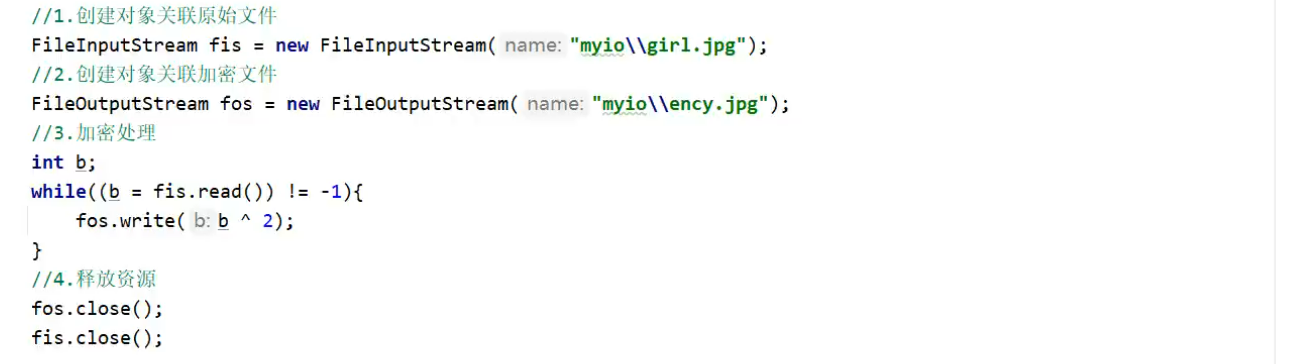 //1.创建对象关联原始文件
FileInputStream fis = new FileInputStream( name: "myio\\girl.jpg");
//2.创建对象关联加密文件
FileOutputStream fos = new FileOutputStream( name: "myio\\ency.jpg");
//3.加密处理
int b;
while((b = fis.read()) != -1){
    fos.write( b: b ^ 2);
}
//4.释放资源
fos.close();
fis.close();